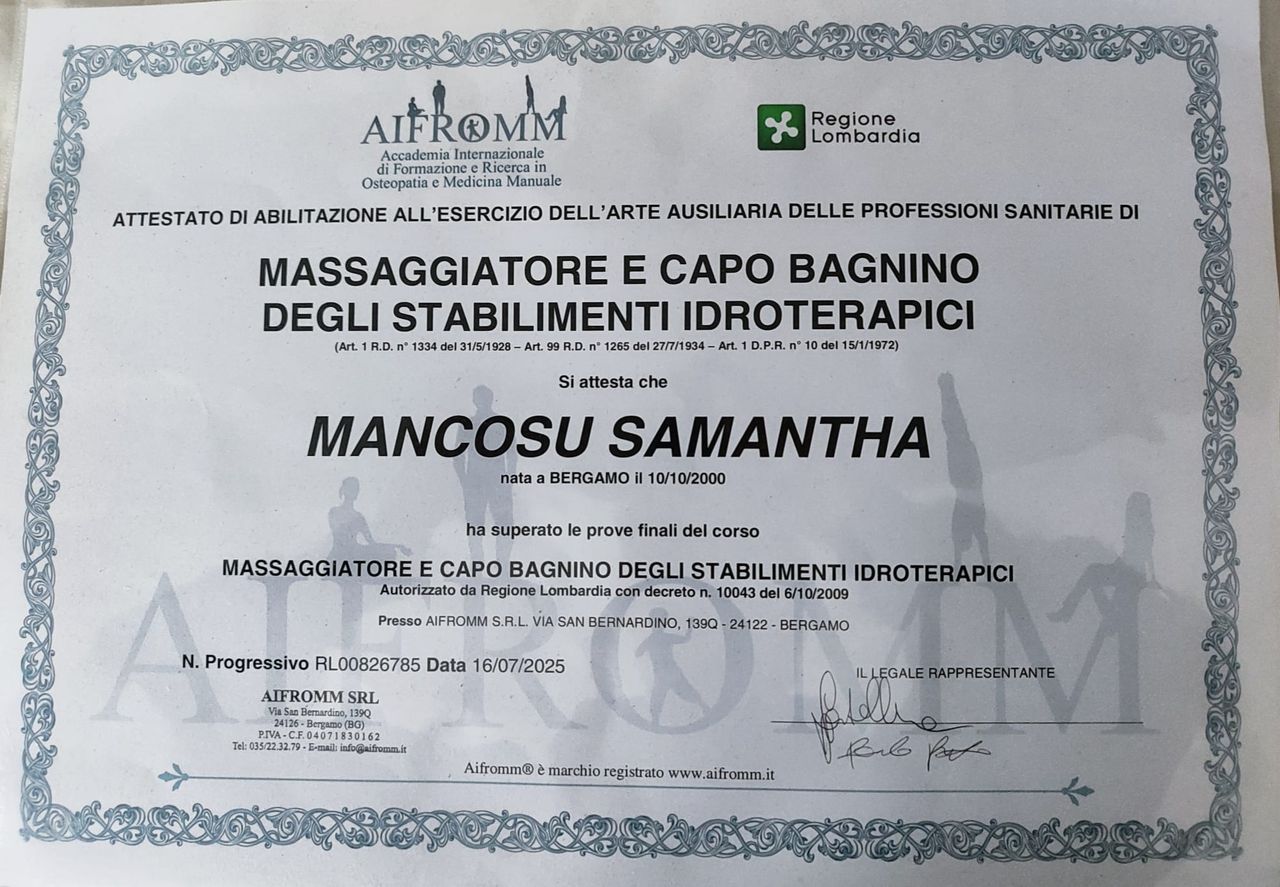 AIFROMM
Accademia Internazionale
di Formazione e Ricerca in
Osteopatia e Medicina Manuale
Regione
Lombardia
ATTESTATO DI ABILITAZIONE ALL'ESERCIZIO DELL'ARTE AUSILIARIA DELLE PROFESSIONI SANITARIE DI
MASSAGGIATORE E CAPO BAGNINO
DEGLI STABILIMENTI IDROTERAPICI
(Art. 1 R.D. n° 1334 del 31/5/1928 – Art. 99 R.D. n° 1265 del 27/7/1934 – Art. 1 D.P.R. n° 10 del 15/1/1972)
Si attesta che
MANCOSU SAMANTHA
nata a BERGAMO il 10/10/2000
ha superato le prove finali del corso
MASSAGGIATORE E CAPO BAGNINO DEGLI STABILIMENTI IDROTERAPICI
Autorizzato da Regione Lombardia con decreto n. 10043 del 6/10/2009
Presso AIFROMM S.R.L. VIA SAN BERNARDINO, 139Q - 24122 - BERGAMO
AIFROMM
N. Progressivo RL00826785 Data 16/07/2025
IL LEGALE RAPPRESENTANTE
AIFROMM SRL
Via San Bernardino, 139Q
24126 - Bergamo (BG)
P.IVA - C.F. 04071830162
Tel: 035/22.32.79 - E-mail: info@aifromm.it
Aifromm® è marchio registrato www.aifromm.it